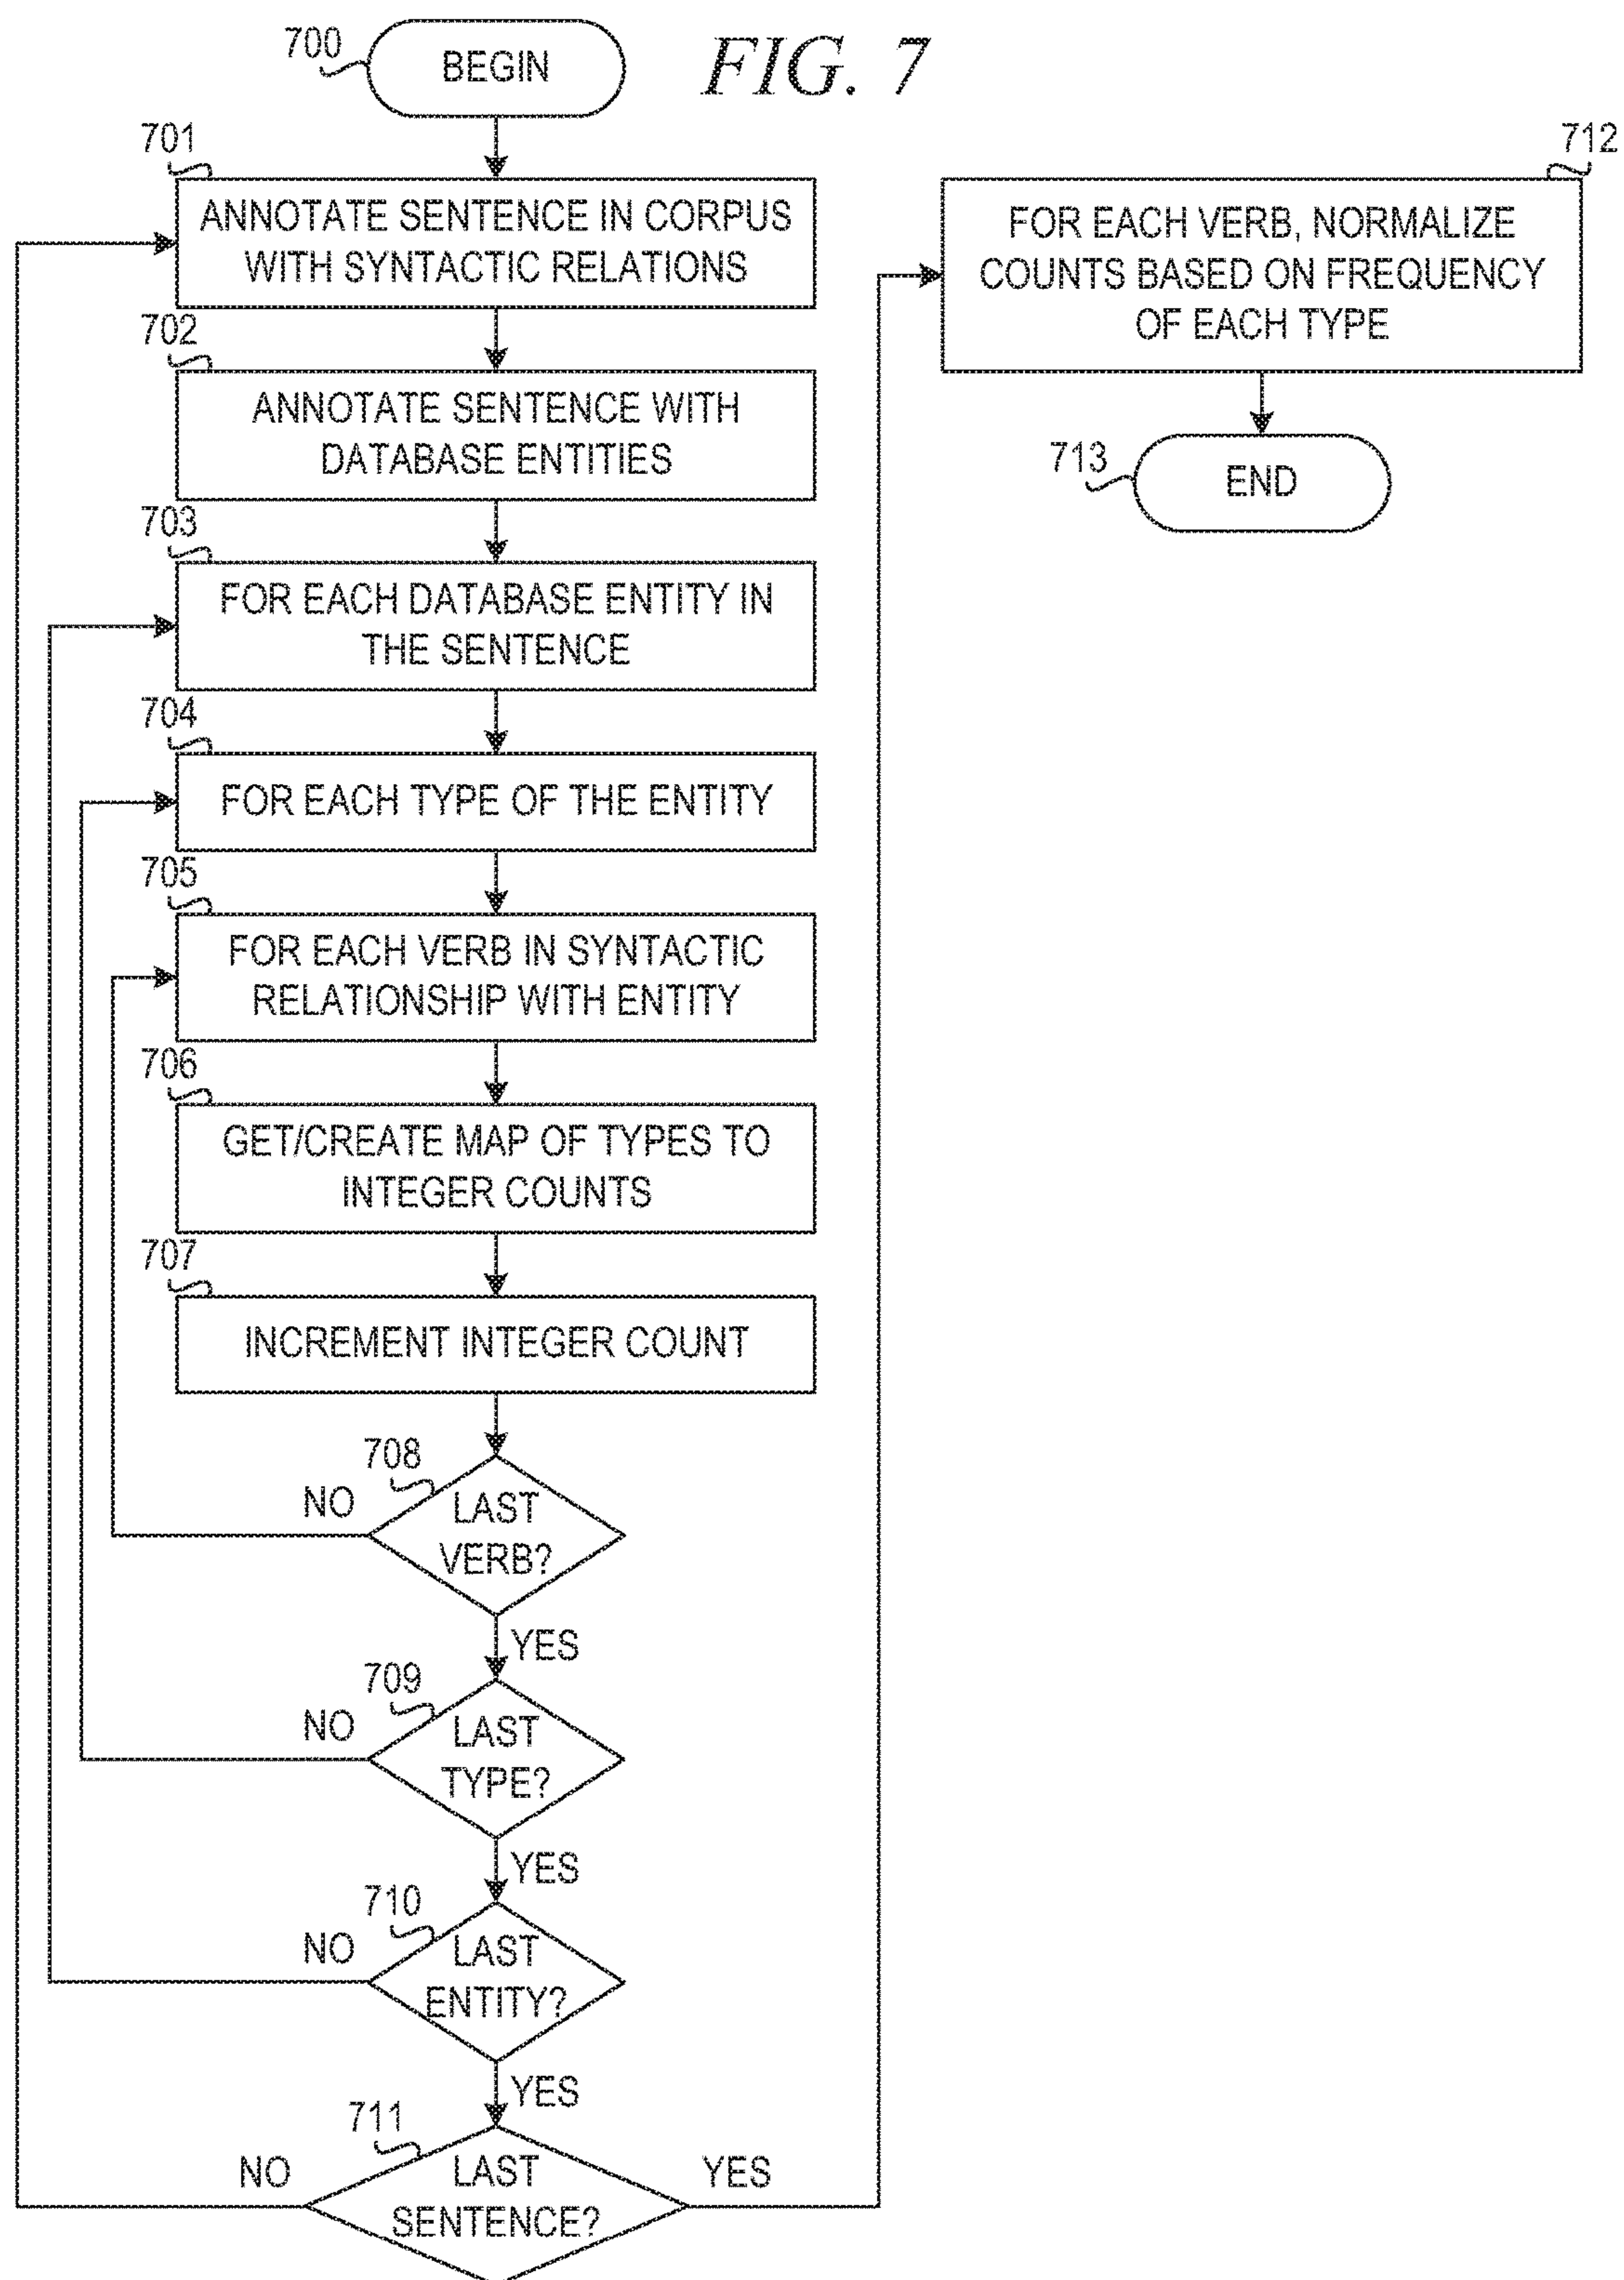 700
BEGIN
FIG. 7
701
ANNOTATE SENTENCE IN CORPUS
WITH SYNTACTIC RELATIONS
702
ANNOTATE SENTENCE WITH
DATABASE ENTITIES
703
FOR EACH DATABASE ENTITY IN
THE SENTENCE
704
FOR EACH TYPE OF THE ENTITY
705
FOR EACH VERB IN SYNTACTIC
RELATIONSHIP WITH ENTITY
706
GET/CREATE MAP OF TYPES TO
INTEGER COUNTS
707
INCREMENT INTEGER COUNT
708
NO
LAST
VERB?
YES
709
NO
LAST
TYPE?
YES
710
NO
LAST
ENTITY?
YES
711
NO
LAST
SENTENCE?
YES
712
FOR EACH VERB, NORMALIZE
COUNTS BASED ON FREQUENCY
OF EACH TYPE
713
END